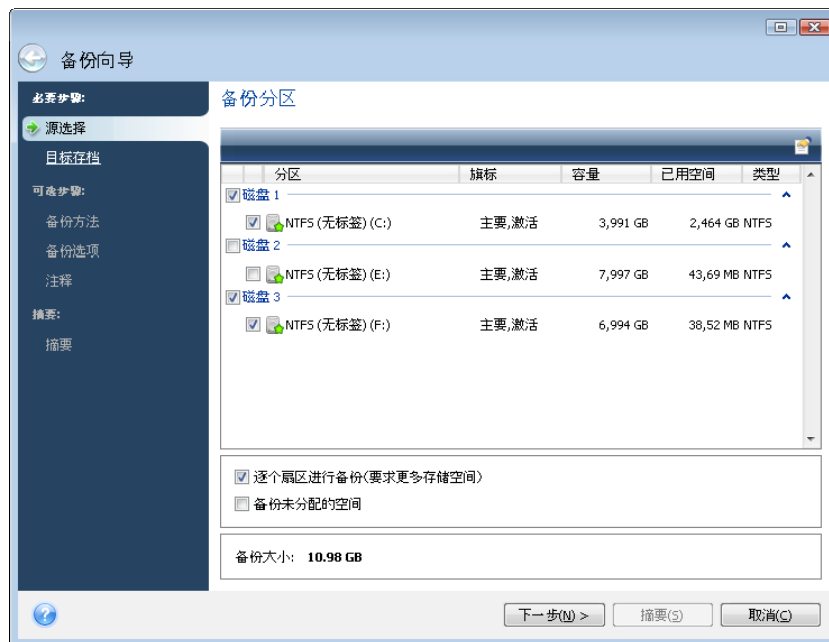 备份向导
必要步骤:
源选择
目标存档
可选步骤:
备份方法
备份选项
注释
摘要:
摘要
备份分区
分区 旗标 容量 已用空间 类型
磁盘 1
NTFS (无标签) (C:) 主要,激活 3,991 GB 2,464 GB NTFS
磁盘 2
NTFS (无标签) (E:) 主要,激活 7,997 GB 43,69 MB NTFS
磁盘 3
NTFS (无标签) (F:) 主要,激活 6,994 GB 38,52 MB NTFS
逐个扇区进行备份(要求更多存储空间)
备份未分配的空间
备份大小: 10.98 GB
下一步(N) > 摘要(S) 取消(C)